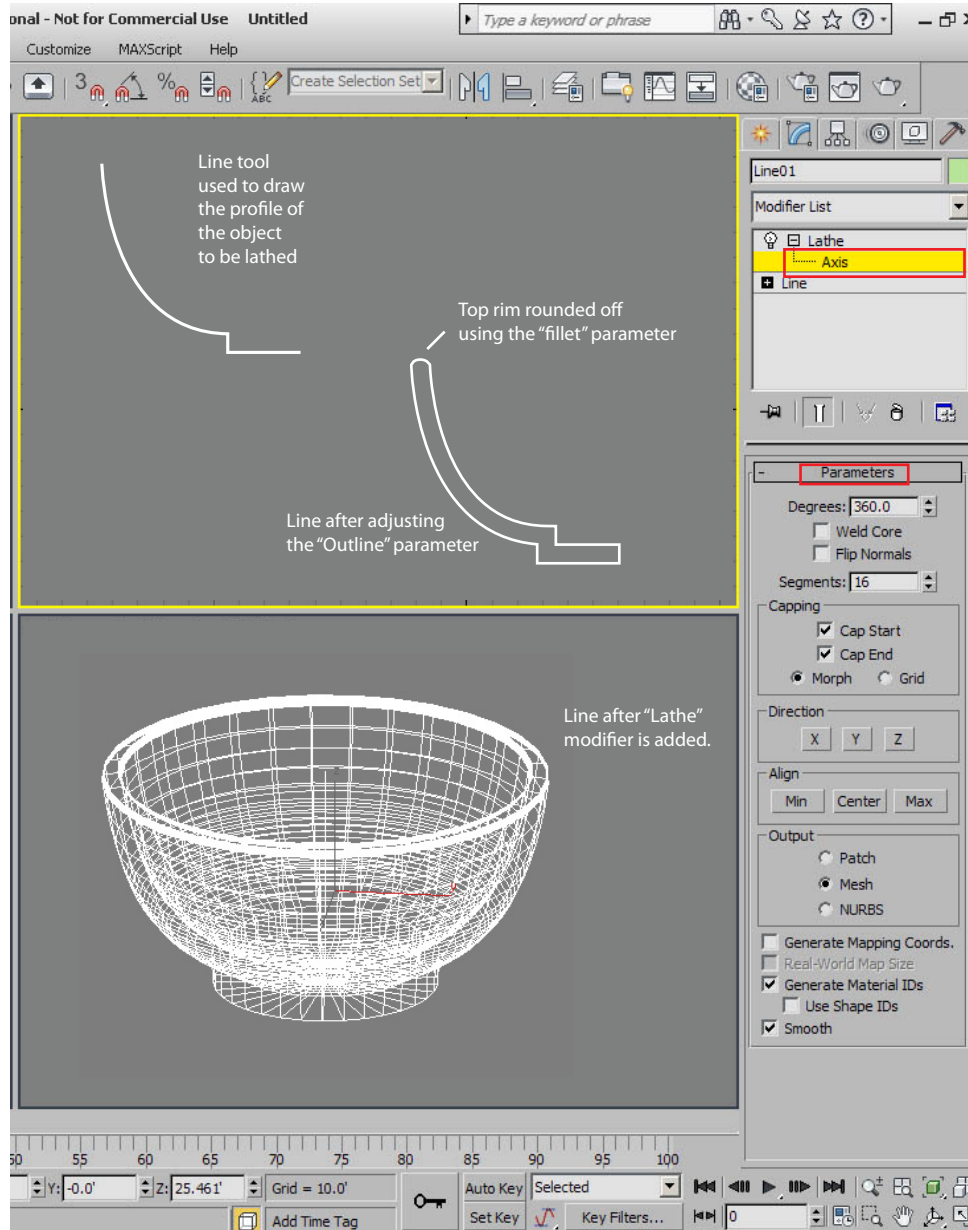 onal - Not for Commercial Use Untitled
Type a keyword or phrase
Customize MAXScript Help
3
%
ABC
Create Selection Set
Line tool
used to draw
the profile of
the object
to be lathed
Top rim rounded off
using the “fillet” parameter
Line after adjusting
the “Outline” parameter
Line after “Lathe”
modifier is added.
Line01
Modifier List
Lathe
Axis
Line
- Parameters
Degrees: 360.0
Weld Core
Flip Normals
Segments: 16
Capping
Cap Start
Cap End
Morph Grid
Direction
X Y Z
Align
Min Center Max
Output
Patch
Mesh
NURBS
Generate Mapping Coords.
Real-World Map Size
Generate Material IDs
Use Shape IDs
Smooth
50 55 60 65 70 75 80 85 90 95 100
Y: -0.0' Z: 25.461' Grid = 10.0' Auto Key Selected
Add Time Tag Set Key Key Filters... 0